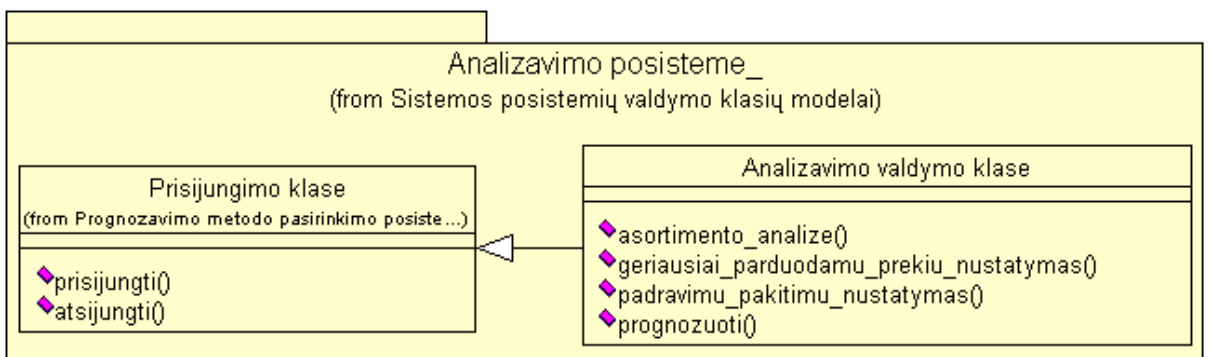 Analizavimo posisteme_
(from Sistemos posistemių valdymo klasių modelai)
Prisijungimo klase
(from Prognozavimo metodo pasirinkimo posiste...)
prisijungti()
atsijungti()
Analizavimo valdymo klase
asortimento_analize()
geriausiai_parduodamu_prekiu_nustatymas()
padravimu_pakitimu_nustatymas()
prognozuoti()